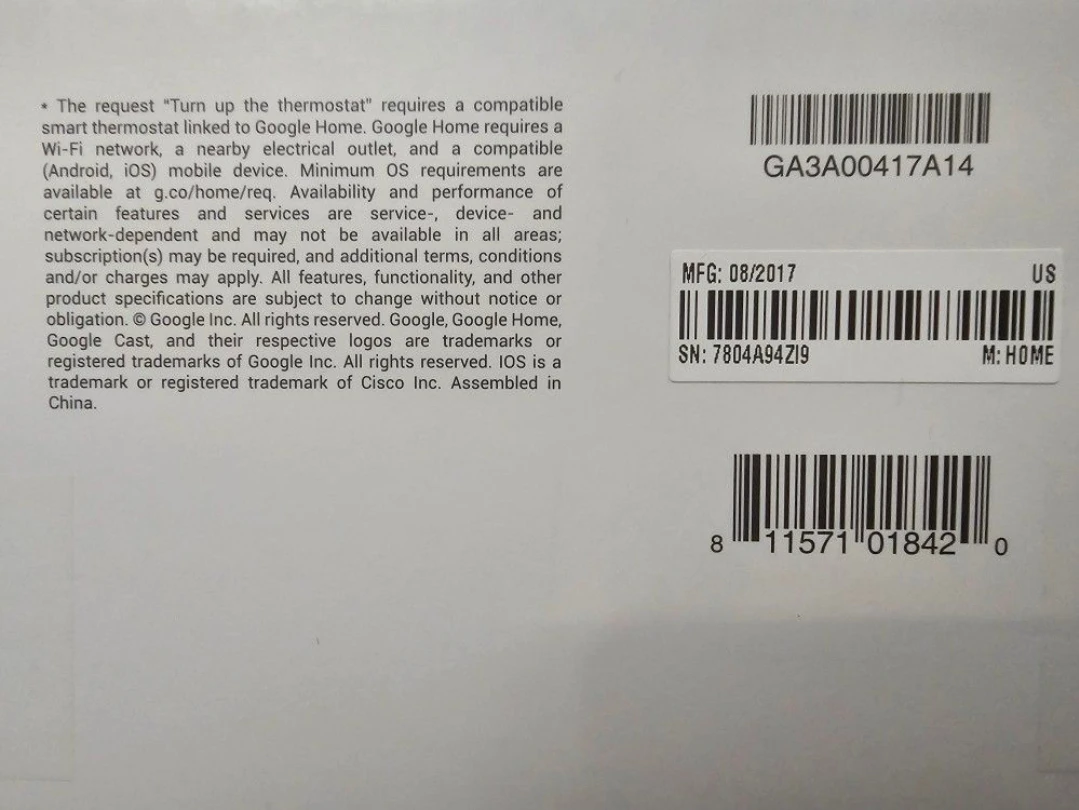 * The request "Turn up the thermostat" requires a compatible
smart thermostat linked to Google Home. Google Home requires a
Wi-Fi network, a nearby electrical outlet, and a compatible
(Android, iOS) mobile device. Minimum OS requirements are
available at g.co/home/req. Availability and performance of
certain features and services are service-, device- and
network-dependent and may not be available in all areas;
subscription(s) may be required, and additional terms, conditions
and/or charges may apply. All features, functionality, and other
product specifications are subject to change without notice or
obligation. © Google Inc. All rights reserved. Google, Google Home,
Google Cast, and their respective logos are trademarks or
registered trademarks of Google Inc. All rights reserved. IOS is a
trademark or registered trademark of Cisco Inc. Assembled in
China.
GA3A00417A14
MFG: 08/2017 US
SN: 7804A94ZI9 M: HOME
8 11571 01842 0